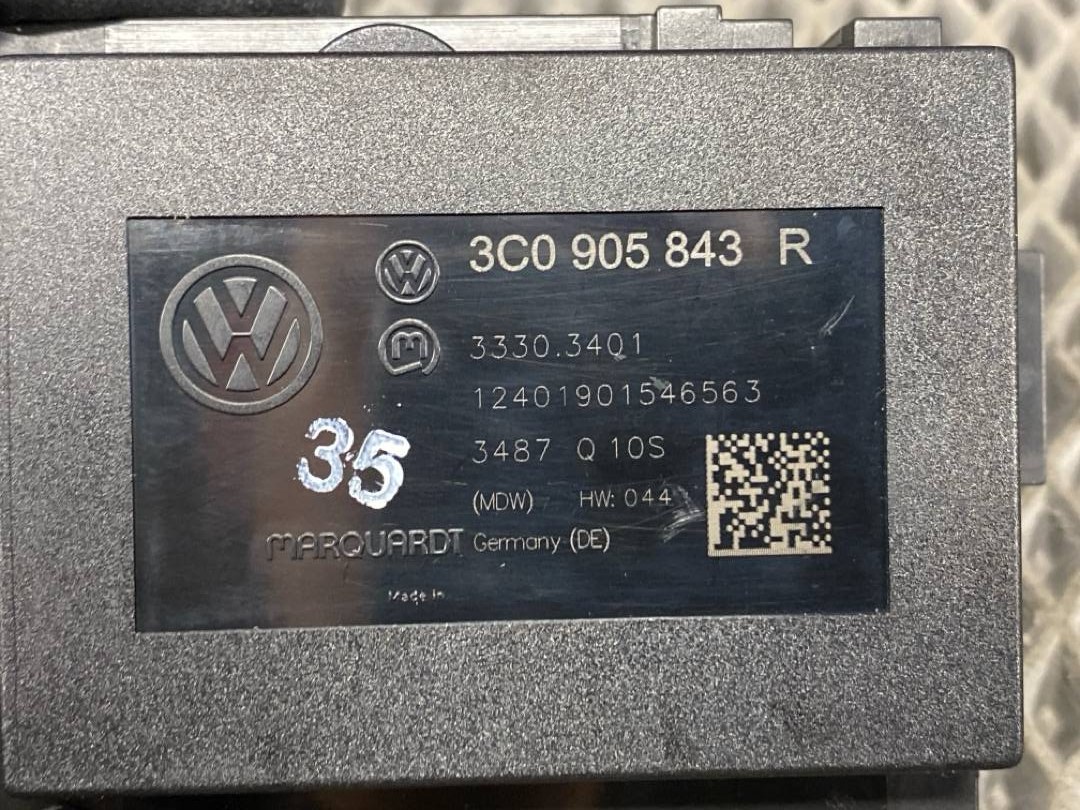 3C0 905 843 R
3330.3401
12401901546563
3487 Q 10S
35
(MDW) HW: 044
MARQUARDT Germany (DE)
Made in